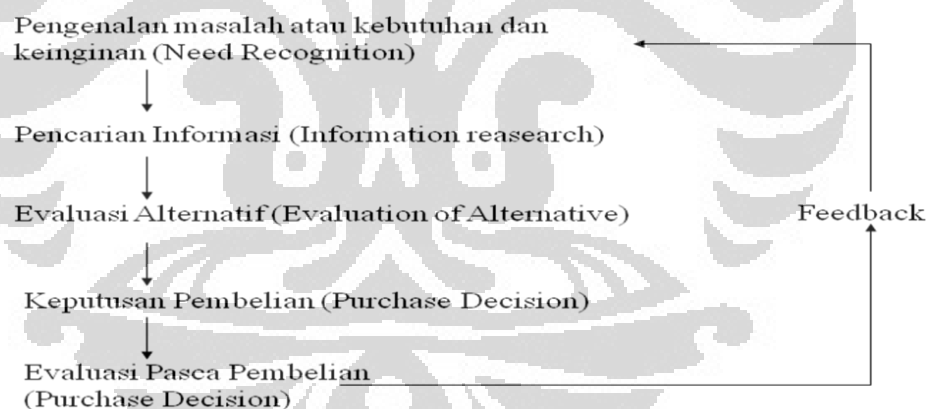 Pengenalan masalah atau kebutuhan dan
keinginan (Need Recognition)
Pencarian Informasi (Information reasearch)
Evaluasi Alternatif (Evaluation of Alternative)
Feedback
Keputusan Pembelian (Purchase Decision)
Evaluasi Pasca Pembelian
(Purchase Decision)